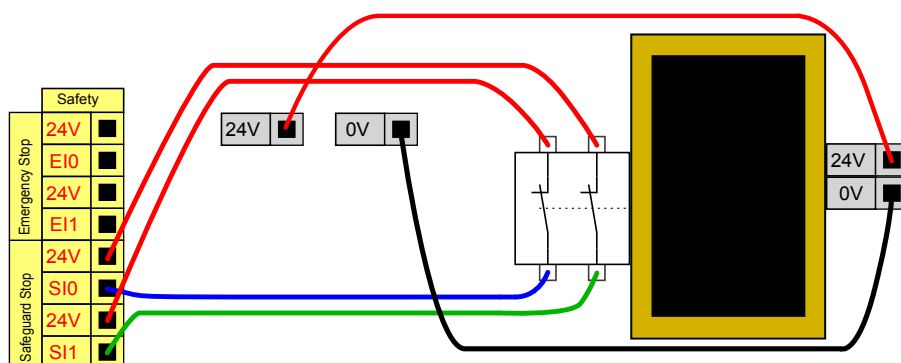 Safety
Emergency Stop
24V
EI0
24V
EI1
Safeguard Stop
24V
SI0
24V
SI1
24V
0V
24V
0V